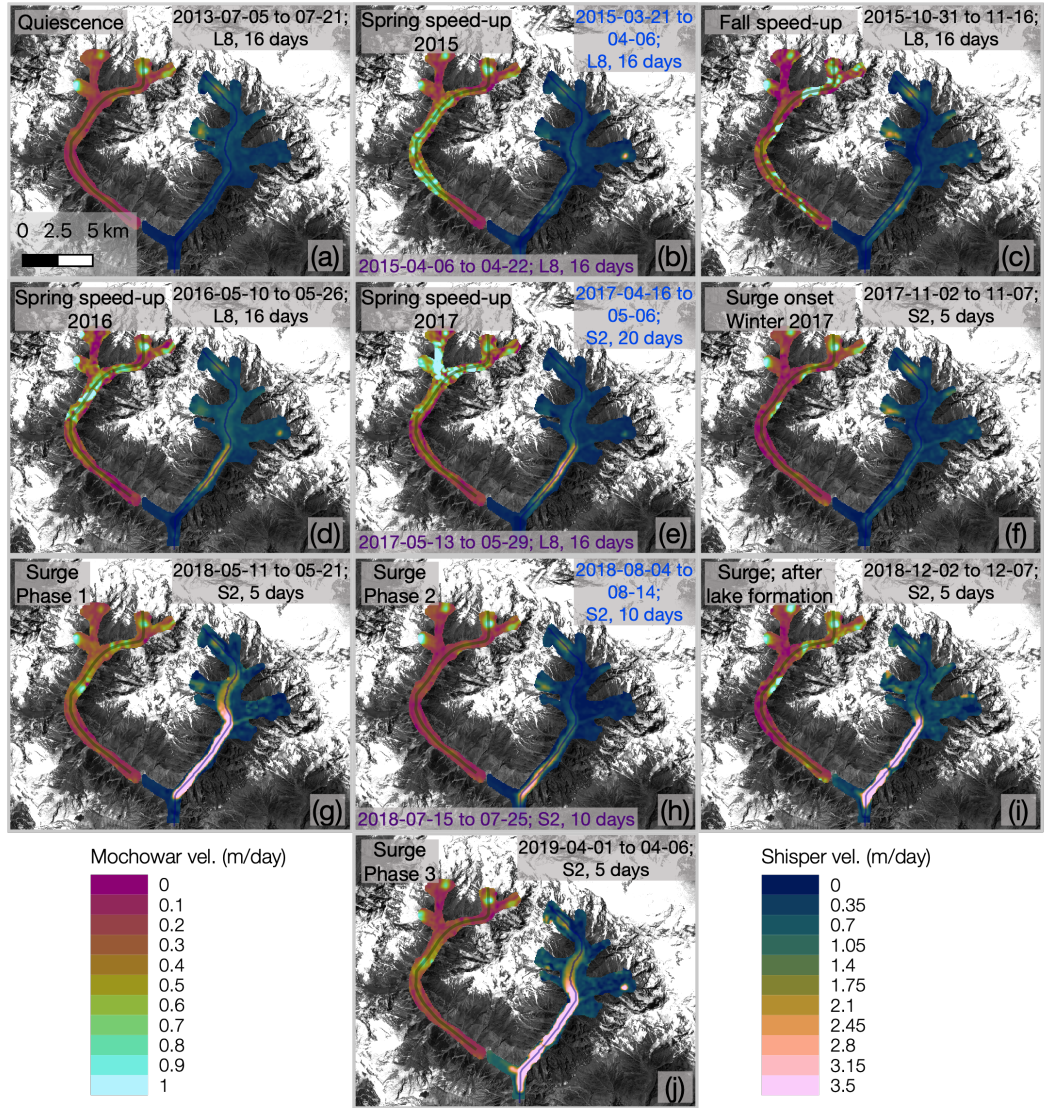 Quiescence
2013-07-05 to 07-21;
L8, 16 days
0 2.5 5 km
(a)
Spring speed-up
2015
2015-03-21 to
04-06;
L8, 16 days
2015-04-06 to 04-22; L8, 16 days
(b)
Fall speed-up
2015-10-31 to 11-16;
L8, 16 days
(c)
Spring speed-up
2016
2016-05-10 to 05-26;
L8, 16 days
(d)
Spring speed-up
2017
2017-04-16 to
05-06;
S2, 20 days
2017-05-13 to 05-29; L8, 16 days
(e)
Surge onset
Winter 2017
2017-11-02 to 11-07;
S2, 5 days
(f)
Surge
Phase 1
2018-05-11 to 05-21;
S2, 5 days
(g)
Surge
Phase 2
2018-08-04 to
08-14;
S2, 10 days
2018-07-15 to 07-25; S2, 10 days
(h)
Surge; after
lake formation
2018-12-02 to 12-07;
S2, 5 days
(i)
Mochowar vel. (m/day)
0
0.1
0.2
0.3
0.4
0.5
0.6
0.7
0.8
0.9
1
Surge
Phase 3
2019-04-01 to 04-06;
S2, 5 days
(j)
Shisper vel. (m/day)
0
0.35
0.7
1.05
1.4
1.75
2.1
2.45
2.8
3.15
3.5